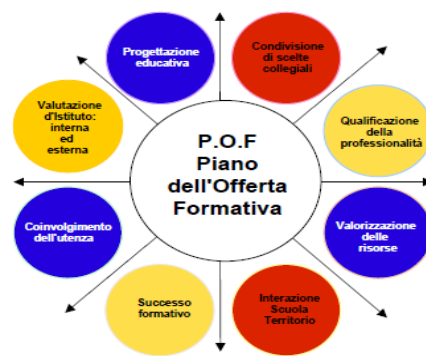 Progettazione
educativa
Condivisione
di scelte
collegiali
Valutazione
d'Istituto:
interna
ed
esterna
P.O.F
Piano
dell'Offerta
Formativa
Qualificazione
della
professionalità
Coinvolgimento
dell'utenza
Valorizzazione
delle
risorse
Successo
formativo
Interazione
Scuola
Territorio